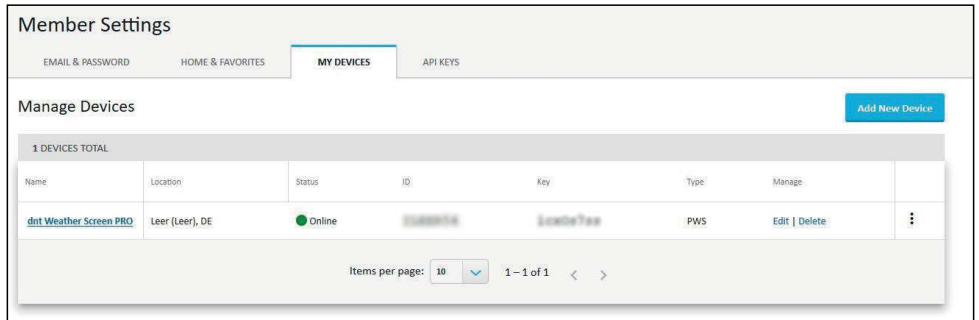 Member Settings
EMAIL & PASSWORD HOME & FAVORITES MY DEVICES API KEYS
Manage Devices Add New Device
1 DEVICES TOTAL
Name Location Status ID Key Type Manage
dnt Weather Screen PRO Leer (Leer), DE Online PWS Edit | Delete
Items per page: 10 1 – 1 of 1